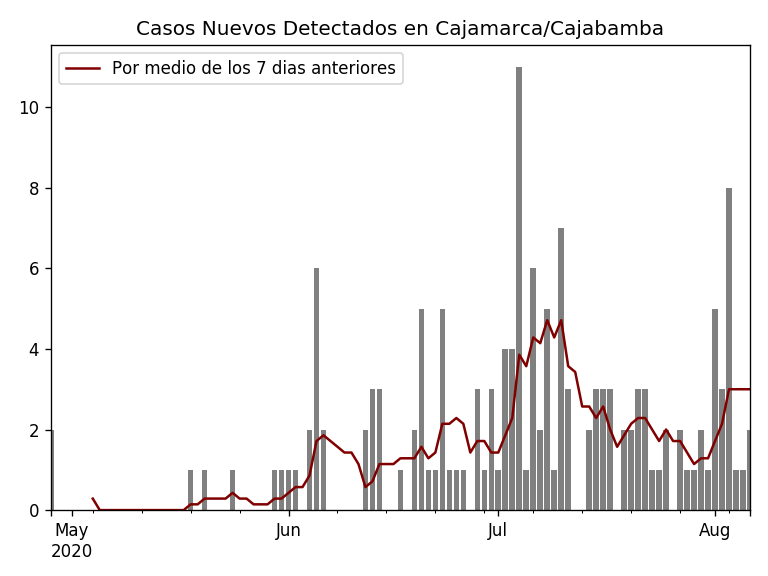 Casos Nuevos Detectados en Cajamarca/Cajabamba
Por medio de los 7 dias anteriores
10
8
6
4
2
0
May Jun Jul Aug
2020